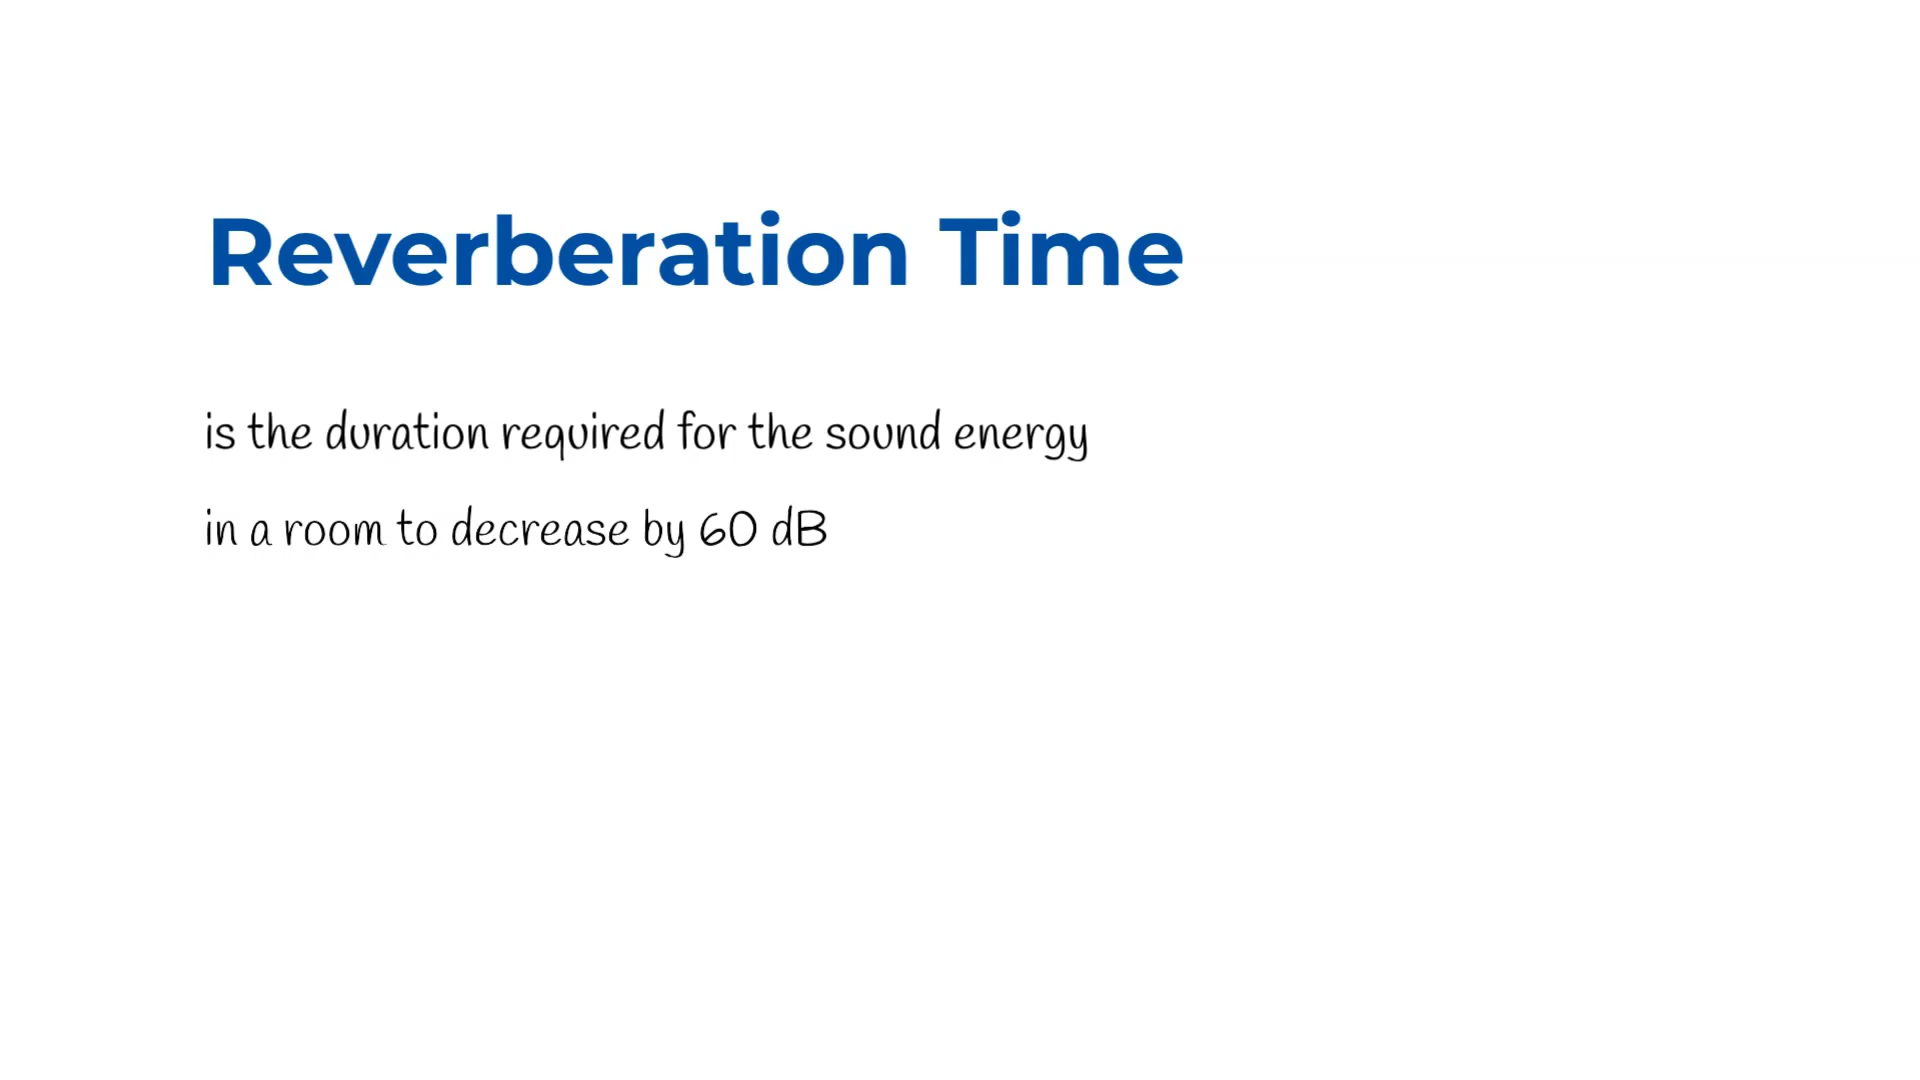 Reverberation Time
is the duration required for the sound energy
in a room to decrease by 60 dB